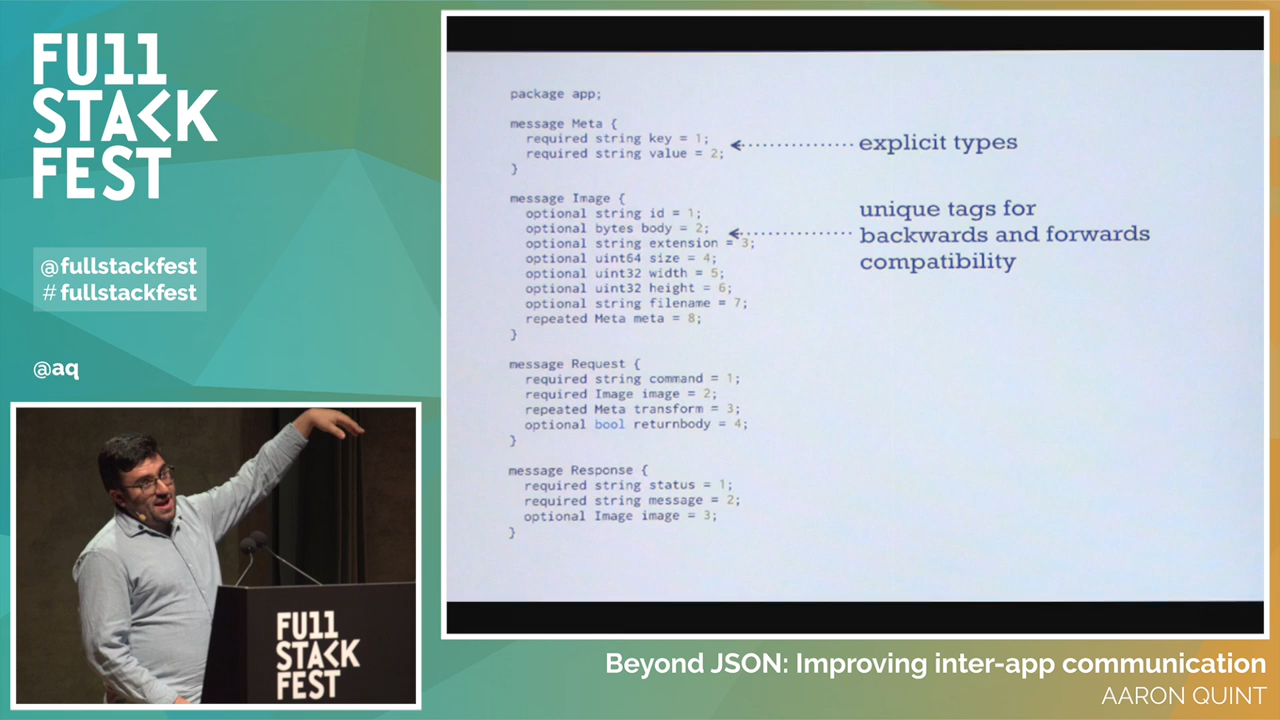 FU11
STACK
FEST
@fullstackfest
# fullstackfest
@aq
FU11
STACK
FEST
package app;
message Meta {
required string key = 1;
required string value = 2;
}
message Image {
optional string id = 1;
optional bytes body = 2;
optional string extension = 3;
optional uint64 size = 4;
optional uint32 width = 5;
optional uint32 height = 6;
optional string filename = 7;
repeated Meta meta = 8;
}
message Request {
required string command = 1;
required Image image = 2;
repeated Meta transform = 3;
optional bool returnbody = 4;
}
message Response {
required string status = 1;
required string message = 2;
optional Image image = 3;
}
explicit types
unique tags for
backwards and forwards
compatibility
Beyond JSON: Improving inter-app communication
AARON QUINT